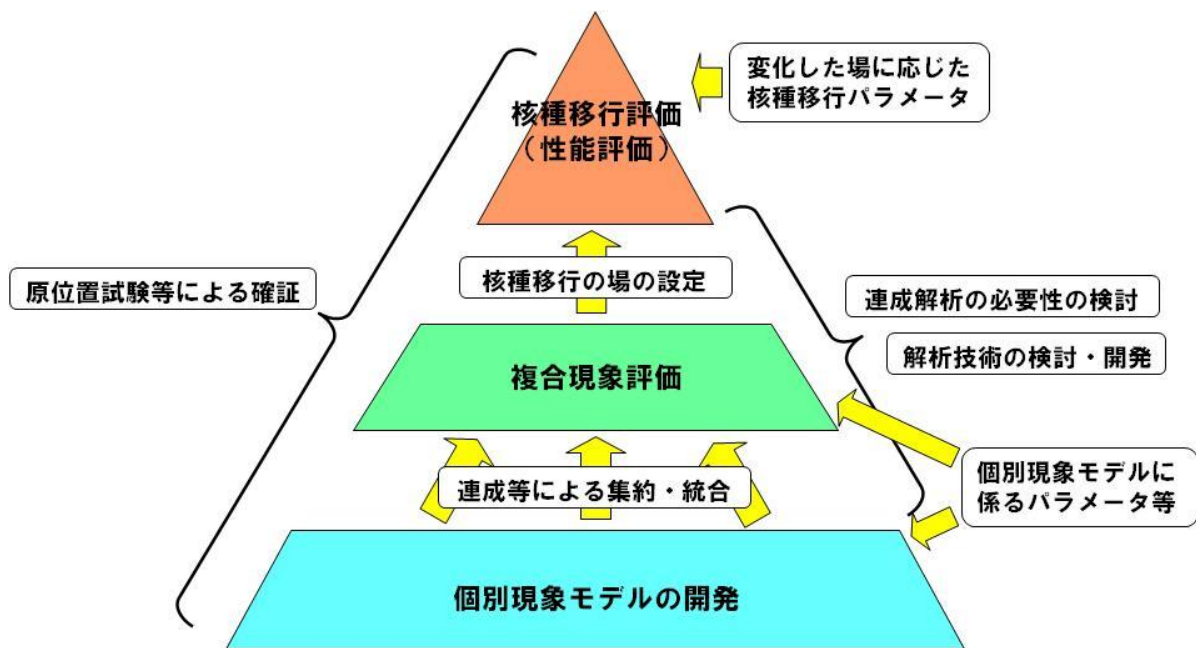 変化した場に応じた
核種移行パラメータ
核種移行評価
（性能評価）
核種移行の場の設定
原位置試験等による確証
連成解析の必要性の検討
解析技術の検討・開発
複合現象評価
連成等による集約・統合
個別現象モデルに
係るパラメータ等
個別現象モデルの開発